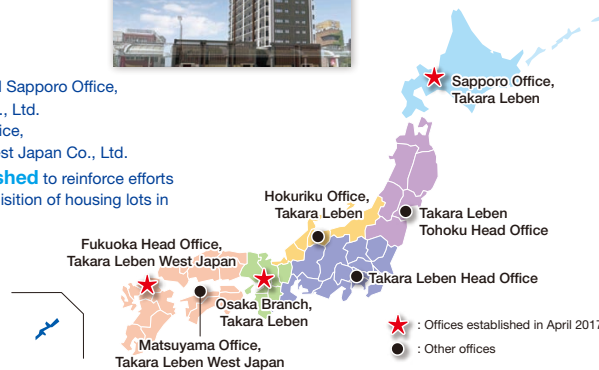 Sapporo Office,
., Ltd.
ice,
est Japan Co., Ltd.
shed to reinforce efforts
isition of housing lots in
Sapporo Office,
Takara Leben
Hokuriku Office,
Takara Leben
Takara Leben
Tohoku Head Office
Fukuoka Head Office,
Takara Leben West Japan
Takara Leben Head Office
Osaka Branch,
Takara Leben
Matsuyama Office,
Takara Leben West Japan
: Offices established in April 2017
: Other offices